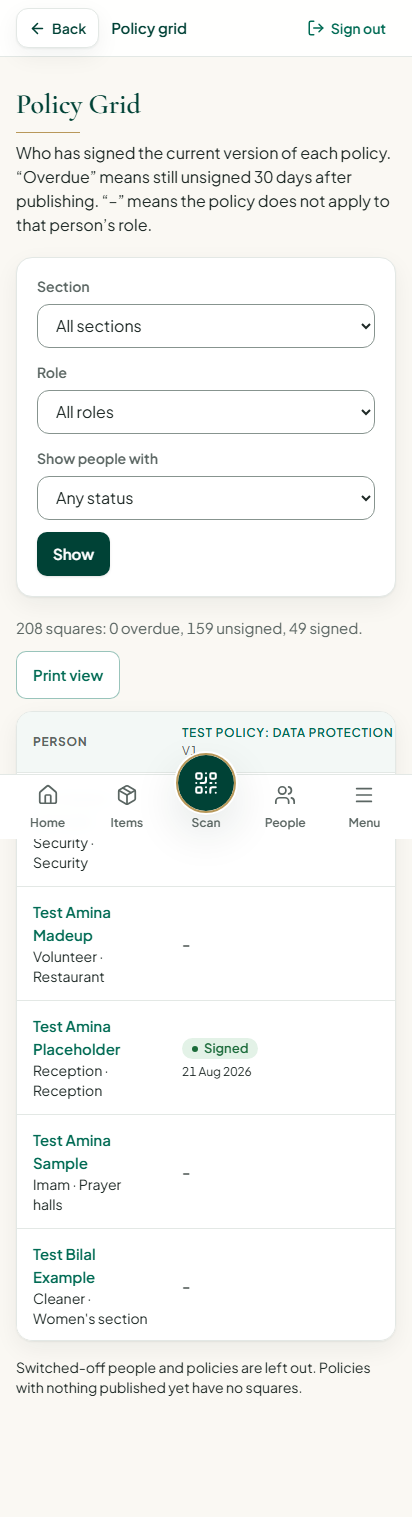 Back
Policy grid
Sign out
Policy Grid
Who has signed the current version of each policy.
“Overdue” means still unsigned 30 days after
publishing. “–” means the policy does not apply to
that person’s role.
Section
All sections
Role
All roles
Show people with
Any status
Show
208 squares: 0 overdue, 159 unsigned, 49 signed.
Print view
PERSON
TEST POLICY: DATA PROTECTION
V.1
Home
Items
Scan
People
Menu
Security ·
Security
Test Amina
Madeup
Volunteer ·
Restaurant
–
Test Amina
Placeholder
Reception ·
Reception
Signed
21 Aug 2026
Test Amina
Sample
Imam · Prayer
halls
–
Test Bilal
Example
Cleaner ·
Women's section
–
Switched-off people and policies are left out. Policies
with nothing published yet have no squares.